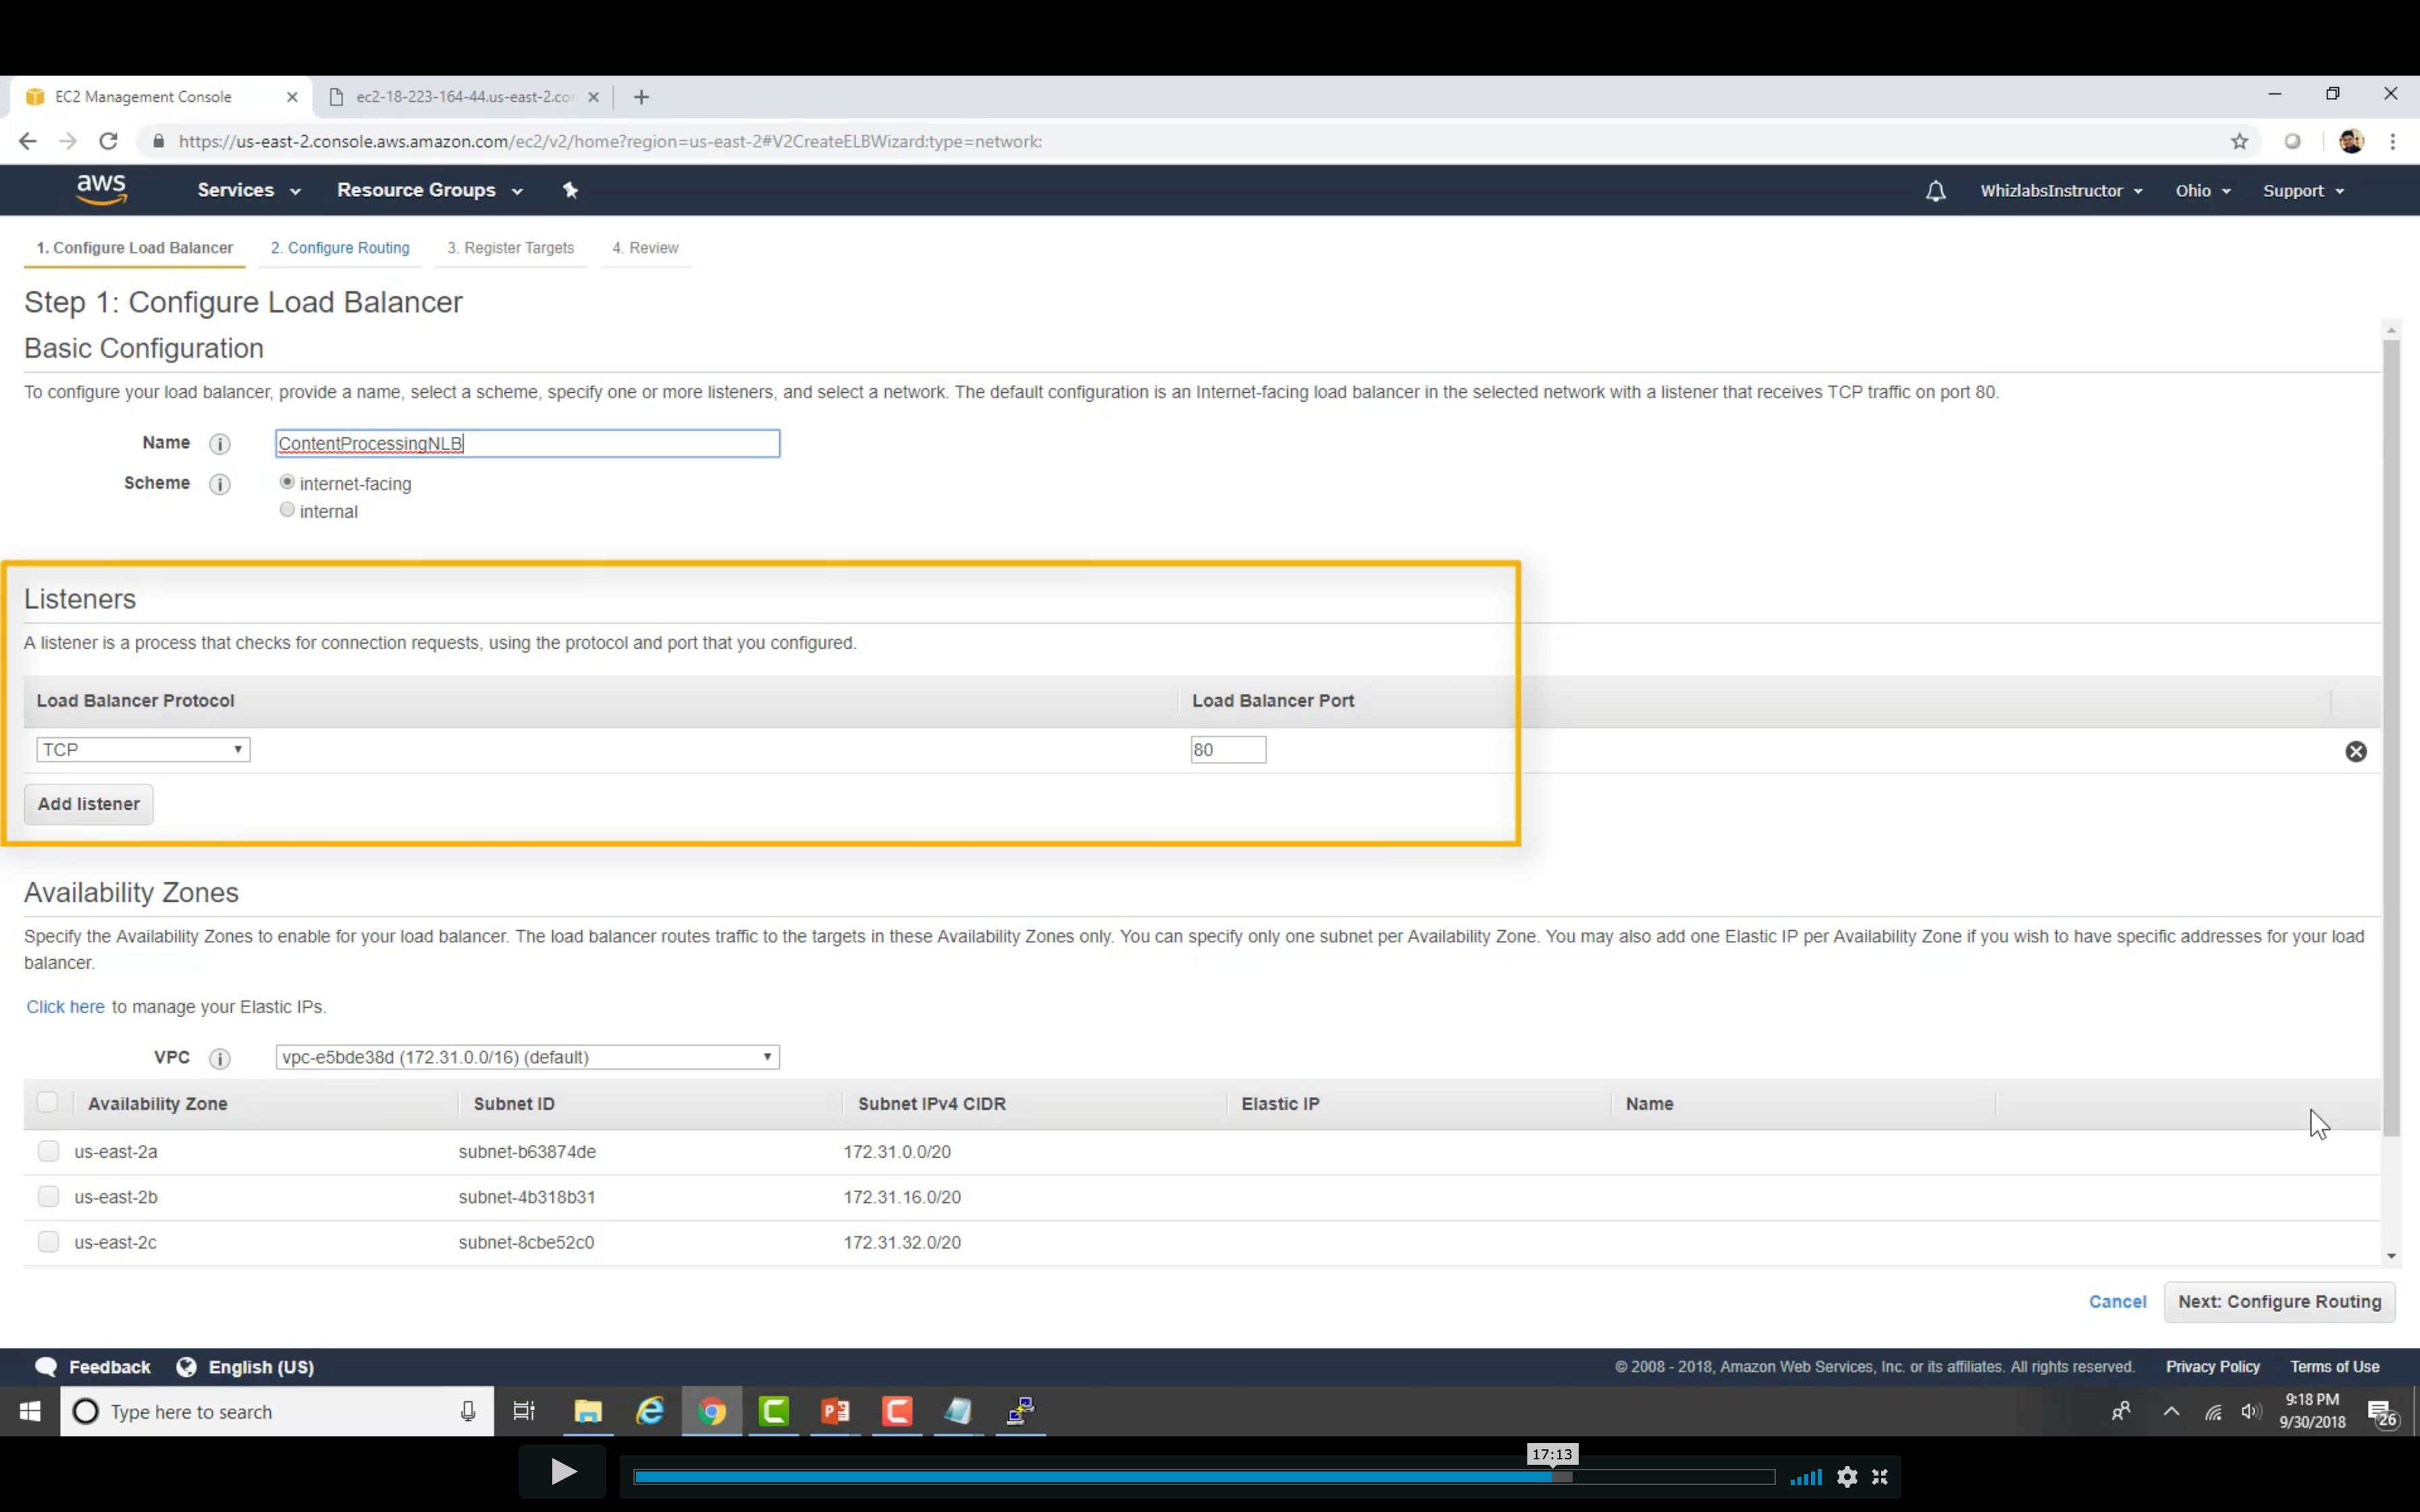 EC2 Management Console
ec2-18-223-164-44.us-east-2.co
https://us-east-2.console.aws.amazon.com/ec2/v2/home?region=us-east-2#V2CreateELBWizard:type=network:
aws Services Resource Groups WhizlabsInstructor Ohio Support
1. Configure Load Balancer 2. Configure Routing 3. Register Targets 4. Review
Step 1: Configure Load Balancer
Basic Configuration
To configure your load balancer, provide a name, select a scheme, specify one or more listeners, and select a network. The default configuration is an Internet-facing load balancer in the selected network with a listener that receives TCP traffic on port 80.
Name i ContentProcessingNLB
Scheme i internet-facing
internal
Listeners
A listener is a process that checks for connection requests, using the protocol and port that you configured.
Load Balancer Protocol Load Balancer Port
TCP 80
Add listener
Availability Zones
Specify the Availability Zones to enable for your load balancer. The load balancer routes traffic to the targets in these Availability Zones only. You can specify only one subnet per Availability Zone. You may also add one Elastic IP per Availability Zone if you wish to have specific addresses for your load
balancer.
Click here to manage your Elastic IPs.
VPC i vpc-e5bde38d (172.31.0.0/16) (default)
Availability Zone Subnet ID Subnet IPv4 CIDR Elastic IP Name
us-east-2a subnet-b63874de 172.31.0.0/20
us-east-2b subnet-4b318b31 172.31.16.0/20
us-east-2c subnet-8cbe52c0 172.31.32.0/20
Cancel Next: Configure Routing
Feedback English (US) © 2008 - 2018, Amazon Web Services, Inc. or its affiliates. All rights reserved. Privacy Policy Terms of Use
Type here to search
9:18 PM
9/30/2018
26
17:13